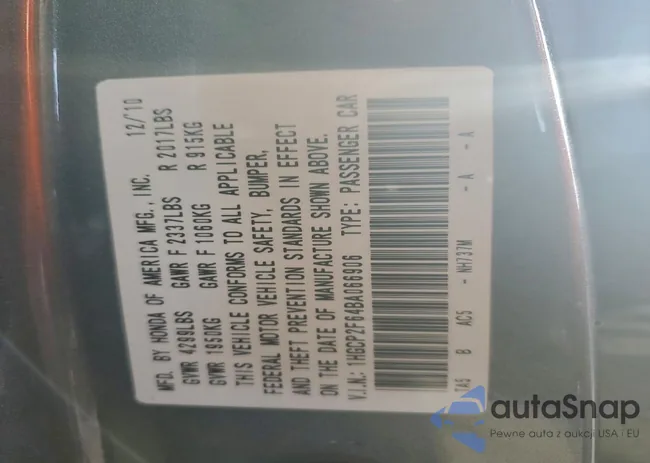 MFD. BY HONDA OF AMERICA MFG., INC. 12/10
GVWR 4299LBS GAWR F 2337LBS R 2017LBS
GVWR 1950KG GAWR F 1060KG R 915KG
THIS VEHICLE CONFORMS TO ALL APPLICABLE
FEDERAL MOTOR VEHICLE SAFETY, BUMPER,
AND THEFT PREVENTION STANDARDS IN EFFECT
ON THE DATE OF MANUFACTURE SHOWN ABOVE.
V.I.N.: 1HGCP2F64BA066906 TYPE: PASSENGER CAR
TA5 B AC5 - NH737M - A - A
autaSnap
Pewne auta z aukcji USA i EU